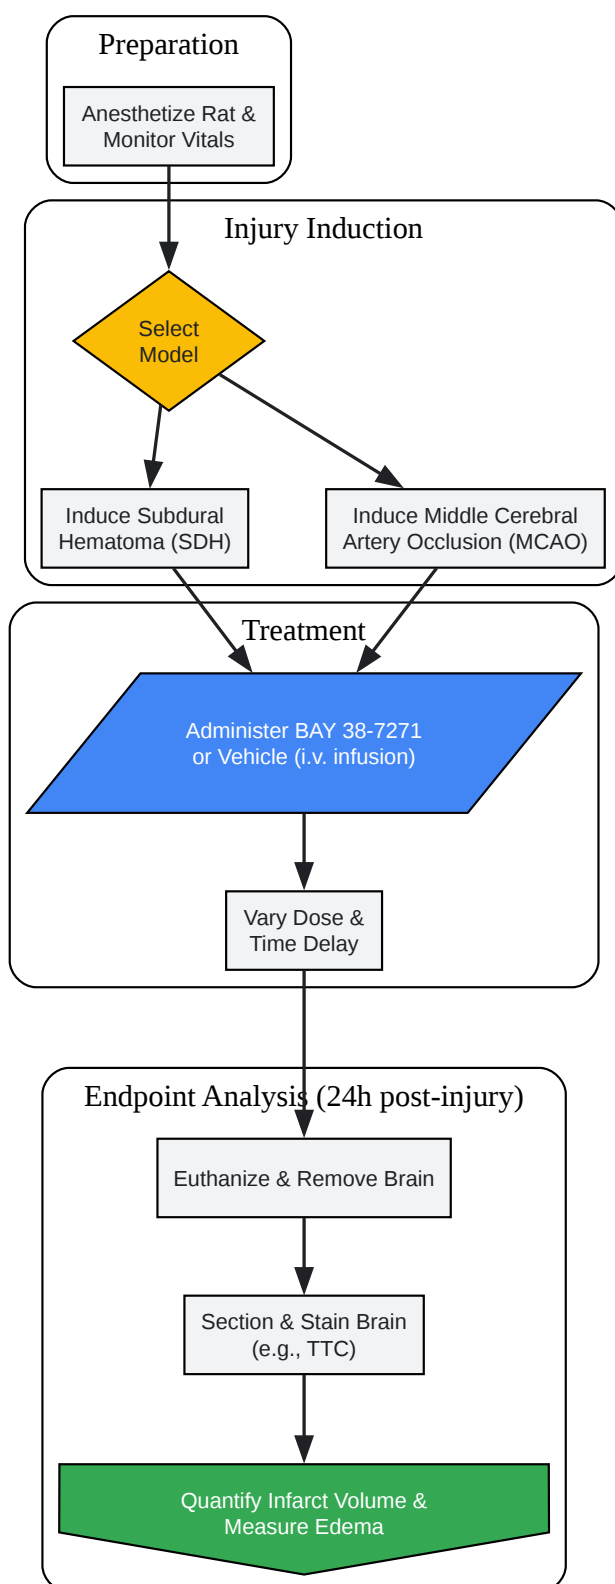 Preparation
Anesthetize Rat &
Monitor Vitals
Injury Induction
Select
Model
Induce Subdural
Hematoma (SDH)
Induce Middle Cerebral
Artery Occlusion (MCAO)
Treatment
Administer BAY 38-7271
or Vehicle (i.v. infusion)
Vary Dose &
Time Delay
Endpoint Analysis (24h post-injury)
Euthanize & Remove Brain
Section & Stain Brain
(e.g., TTC)
Quantify Infarct Volume &
Measure Edema